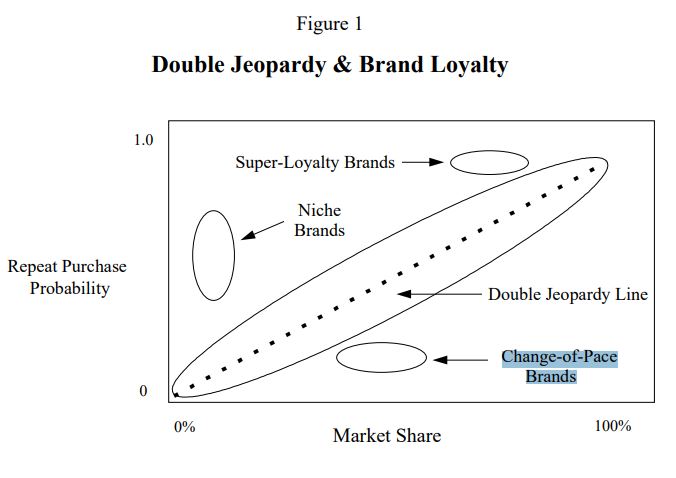 Figure 1
Double Jeopardy & Brand Loyalty
1.0
Super-Loyalty Brands
Niche
Brands
Repeat Purchase
Probability
Double Jeopardy Line
Change-of-Pace
Brands
0
0%
100%
Market Share